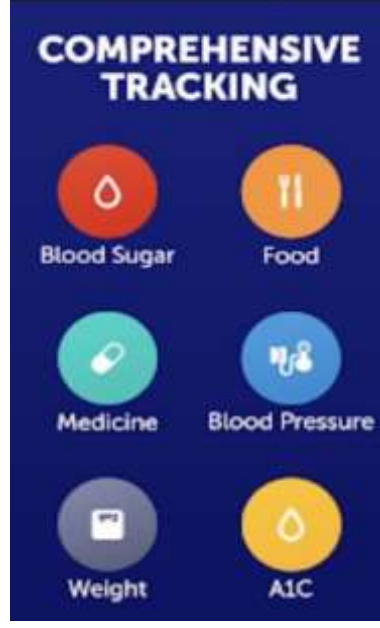 COMPREHENSIVE
TRACKING
Blood Sugar
Food
Medicine
Blood Pressure
Weight
A1C